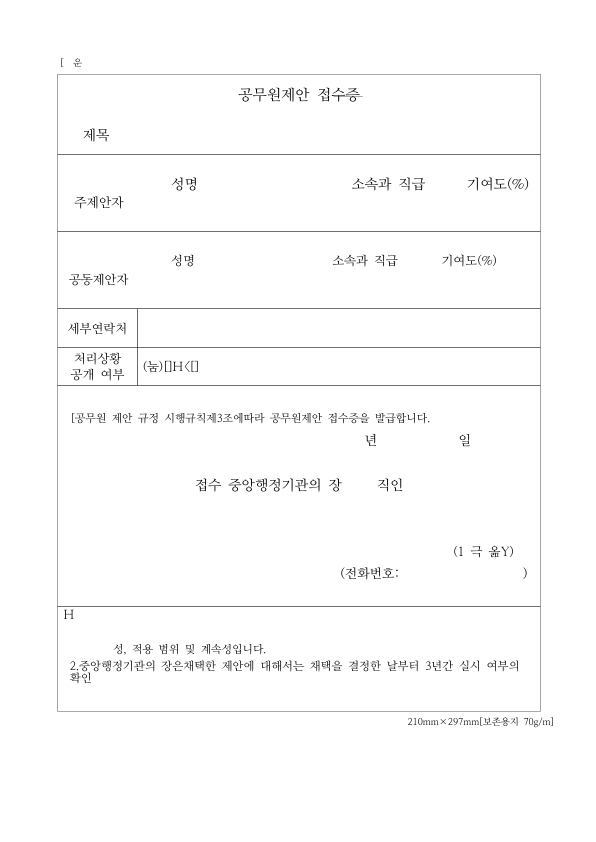 [ 운
공무원제안 접수증
제목
성명 소속과 직급 기여도(%)
주제안자
성명 소속과 직급 기여도(%)
공동제안자
세부연락처
처리상황
공개 여부
(눔)[]H<[]
[공무원 제안 규정 시행규칙제3조에따라 공무원제안 접수증을 발급합니다.
년 일
접수 중앙행정기관의 장 직인
(1 극 옮Y)
(전화번호: )
H
성, 적용 범위 및 계속성입니다.
2.중앙행정기관의 장은채택한 제안에 대해서는 채택을 결정한 날부터 3년간 실시 여부의
확인
210mm×297mm[보존용지 70g/m]